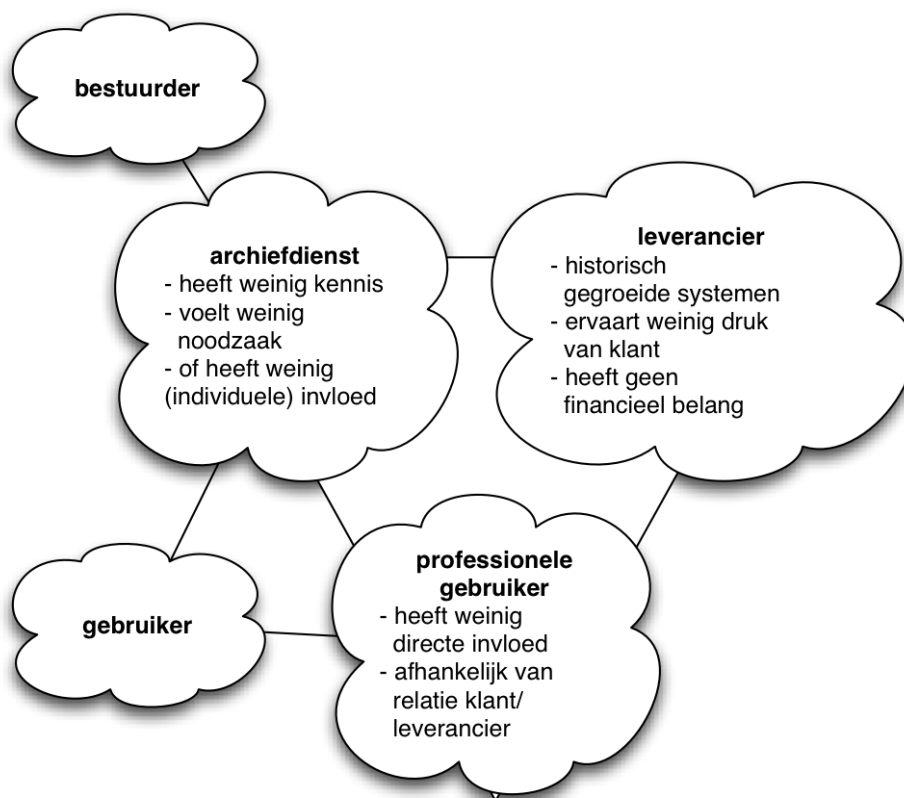 bestuurder
archiefdienst
- heeft weinig kennis
- voelt weinig
noodzaak
- of heeft weinig
(individuele) invloed
leverancier
- historisch
gegroeide systemen
- ervaart weinig druk
van klant
- heeft geen
financieel belang
gebruiker
professionele
gebruiker
- heeft weinig
directe invloed
- afhankelijk van
relatie klant/
leverancier